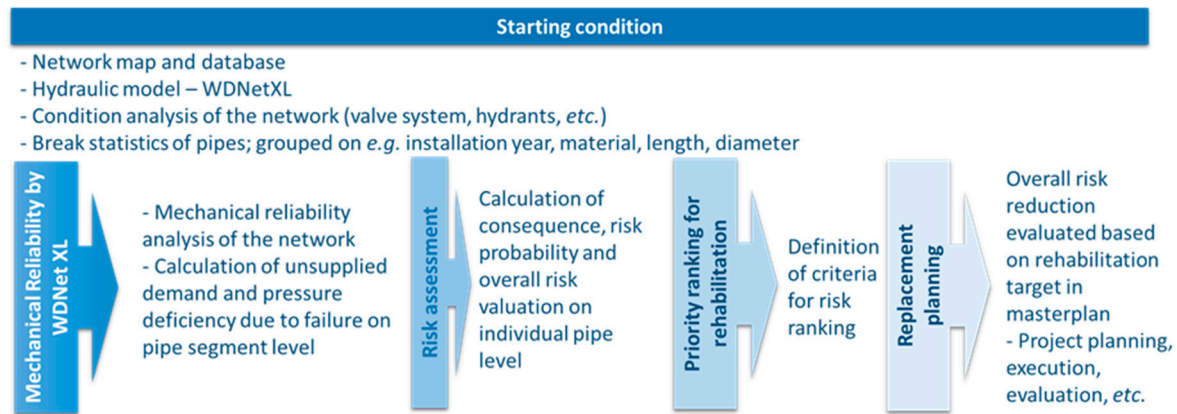 Starting condition
- Network map and database
- Hydraulic model – WDNetXL
- Condition analysis of the network (valve system, hydrants, etc.)
- Break statistics of pipes; grouped on e.g. installation year, material, length, diameter
Mechanical Reliability by
WDNet XL
- Mechanical reliability
analysis of the network
- Calculation of unsupplied
demand and pressure
deficiency due to failure on
pipe segment level
Risk assessment
Calculation of
consequence, risk
probability and
overall risk
valuation on
individual pipe
level
Priority ranking for
rehabilitation
Definition
of criteria
for risk
ranking
Replacement
planning
Overall risk
reduction
evaluated based
on rehabilitation
target in
masterplan
- Project planning,
execution,
evaluation, etc.